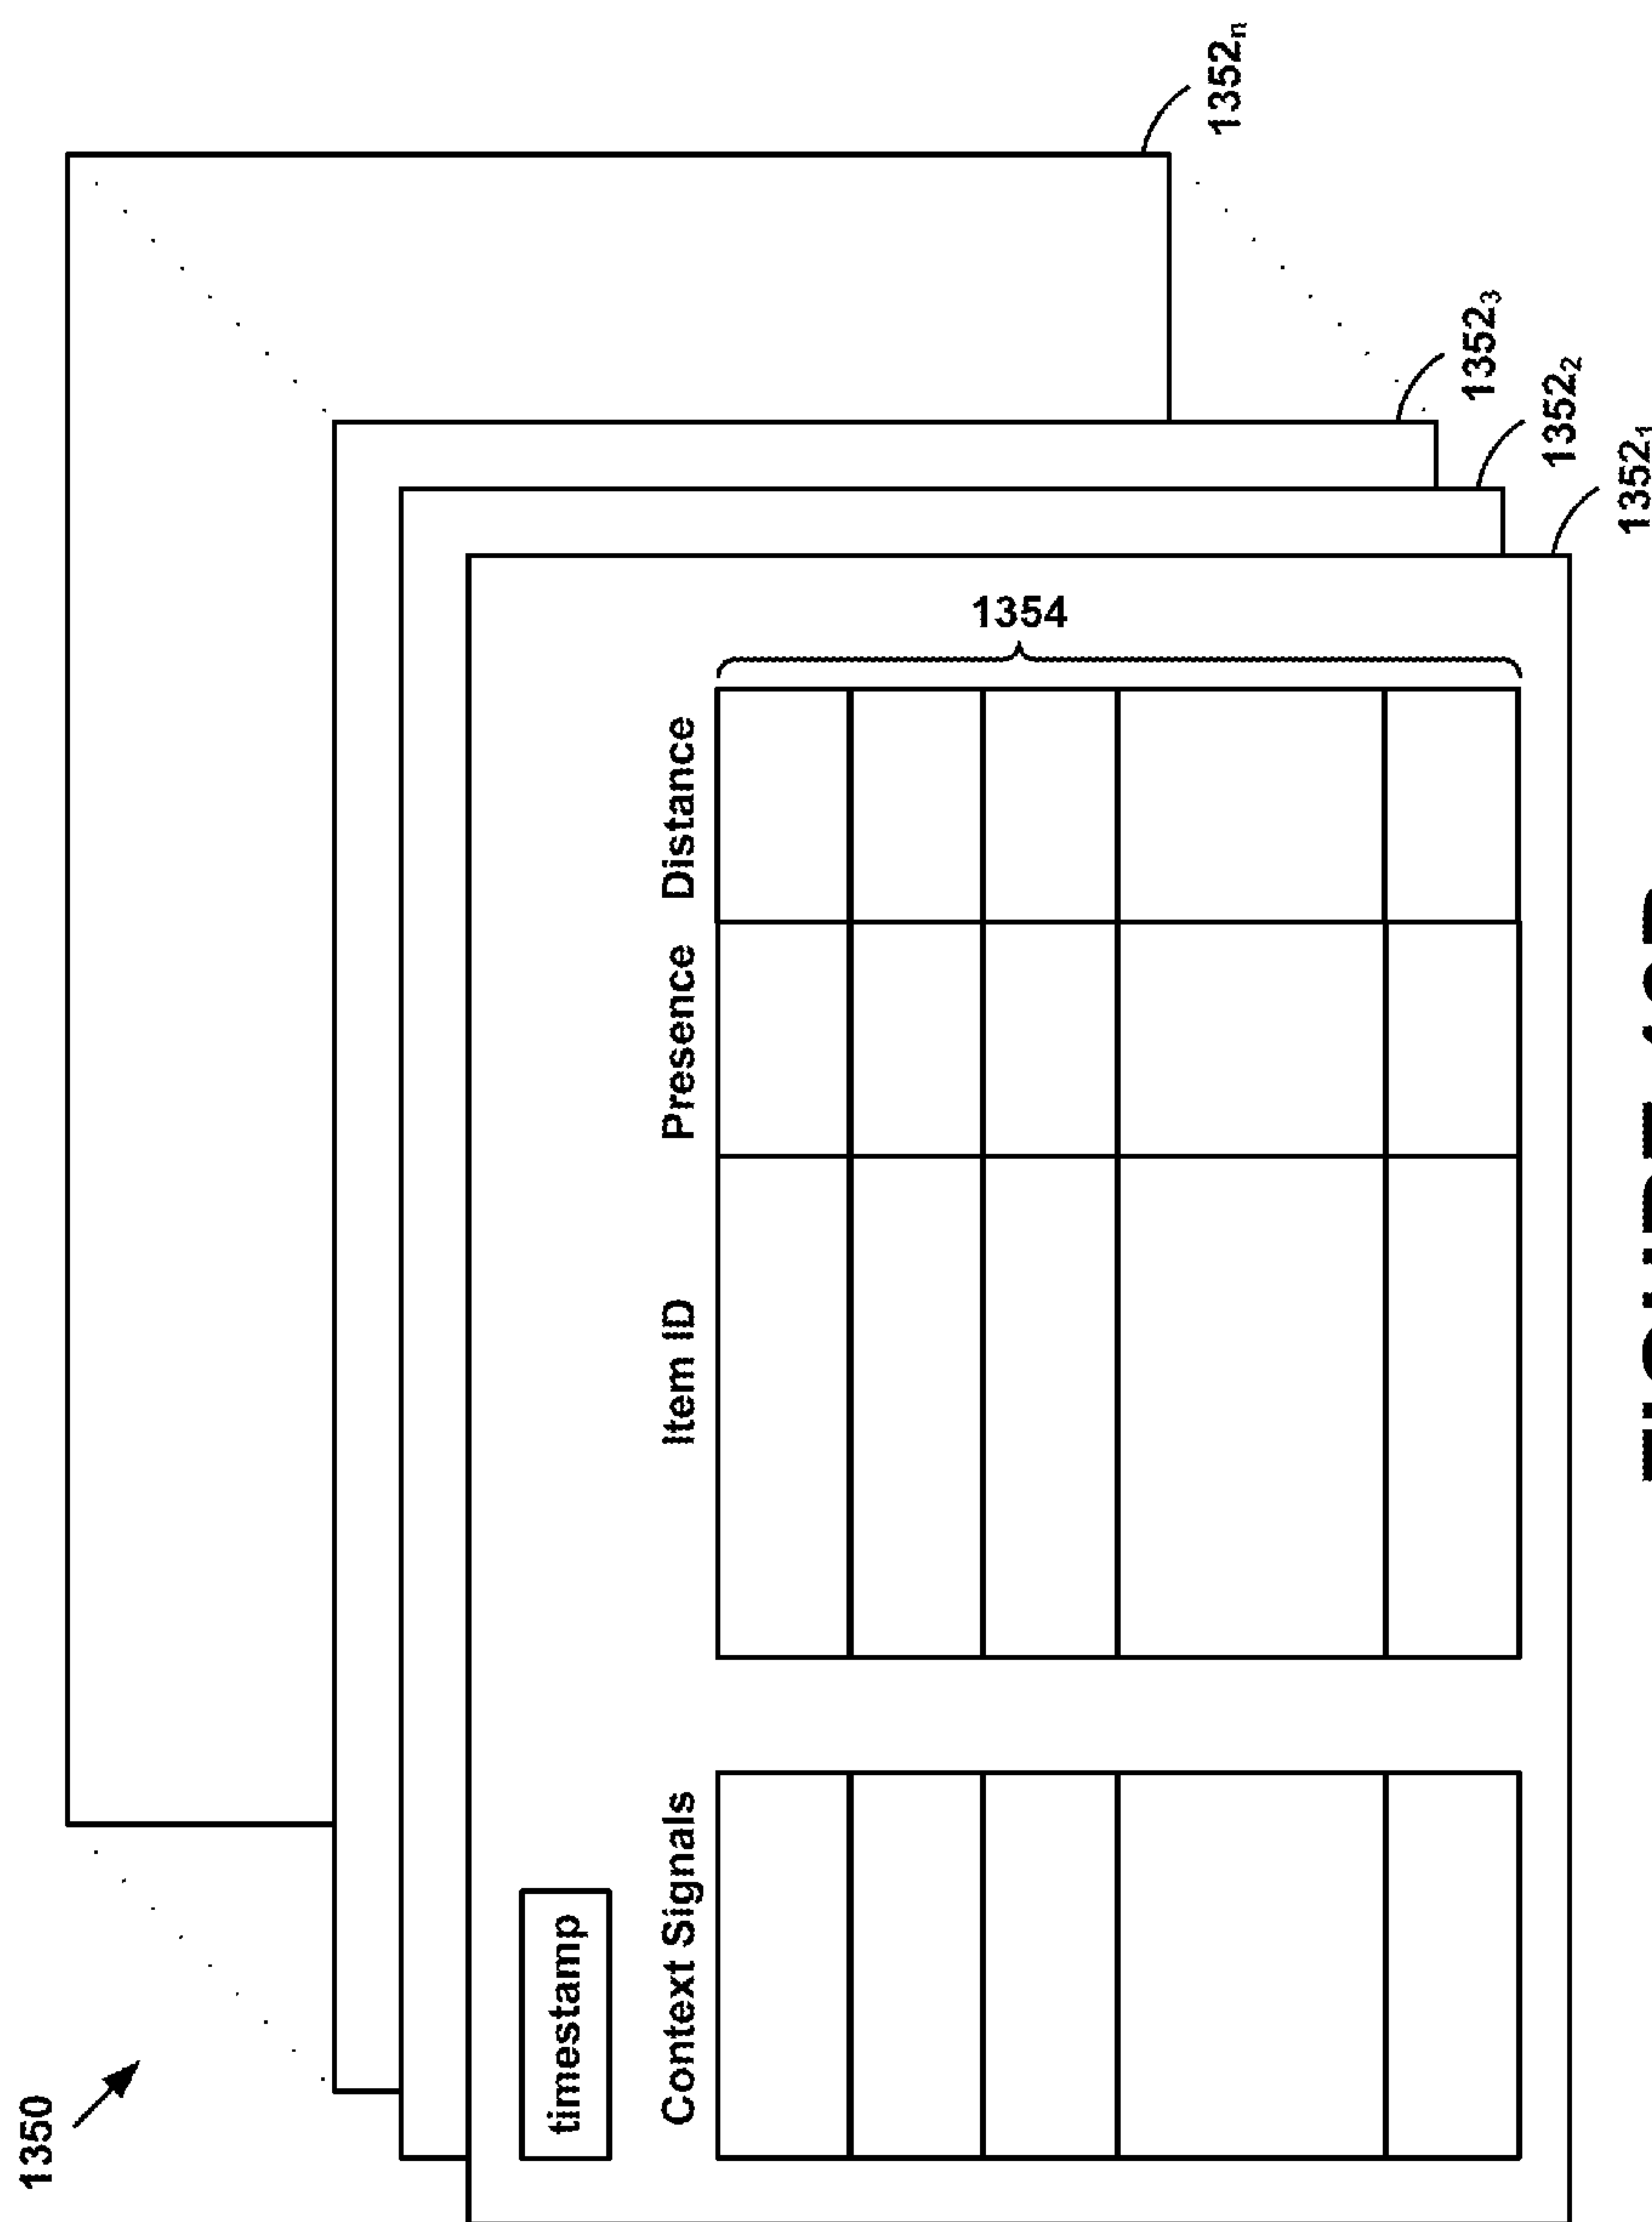 1350
timestamp
Context Signals Item ID Presence Distance
1354
1352n
1352₃
1352₂
1352₁